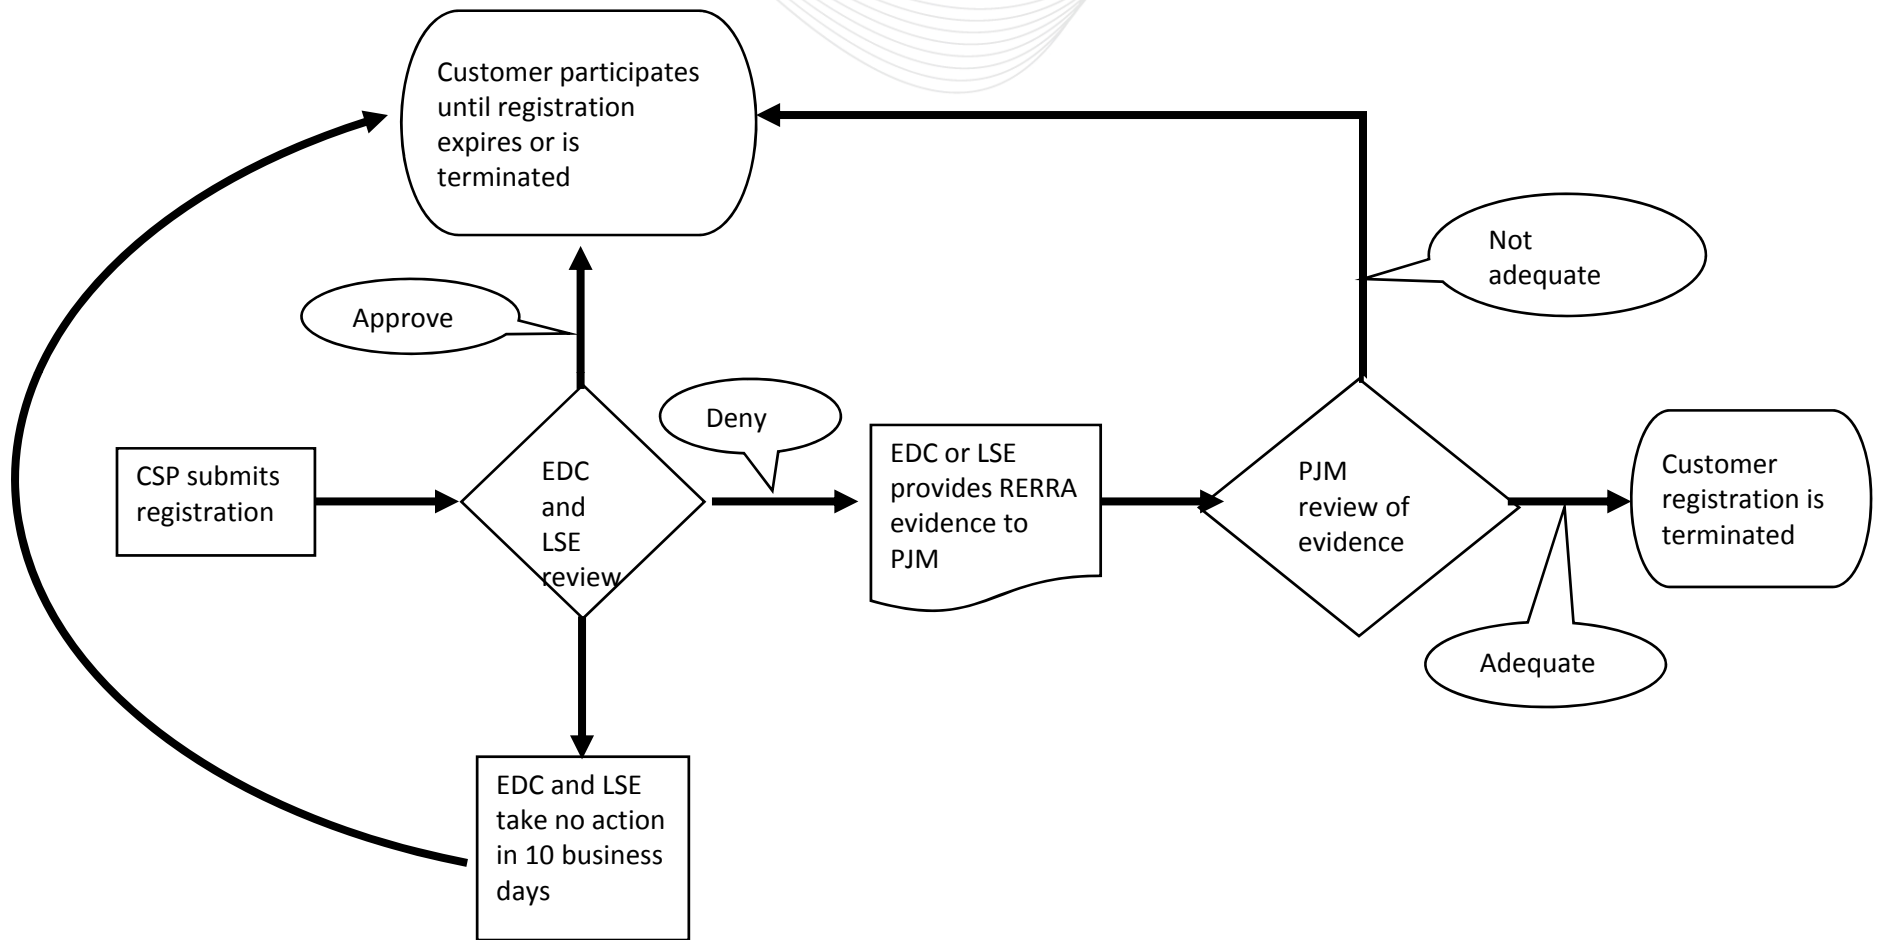 Customer participates
until registration
expires or is
terminated
Not
adequate
Approve
Deny
CSP submits
registration
EDC
and
LSE
review
EDC or LSE
provides RERRA
evidence to
PJM
PJM
review of
evidence
Customer
registration is
terminated
Adequate
EDC and LSE
take no action
in 10 business
days